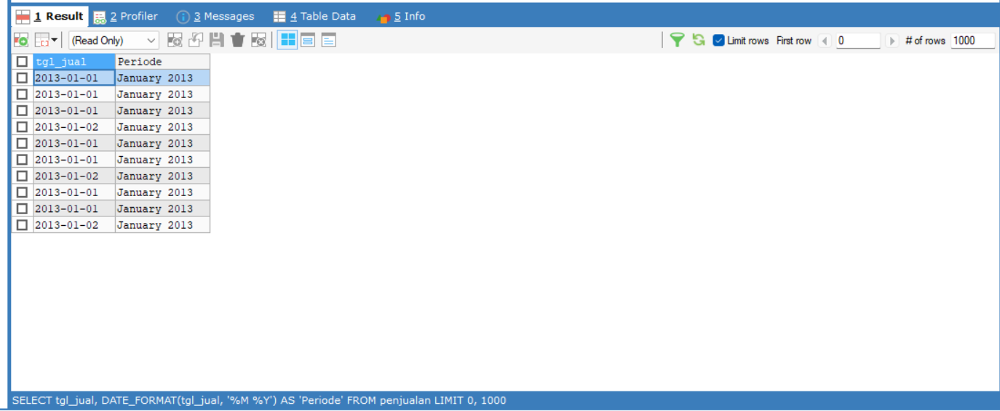 1 Result 2 Profiler 3 Messages 4 Table Data 5 Info
(Read Only) Limit rows First row 0 # of rows 1000
tgl_jual Periode
2013-01-01 January 2013
2013-01-01 January 2013
2013-01-01 January 2013
2013-01-02 January 2013
2013-01-01 January 2013
2013-01-01 January 2013
2013-01-02 January 2013
2013-01-01 January 2013
2013-01-01 January 2013
2013-01-02 January 2013
SELECT tgl_jual, DATE_FORMAT(tgl_jual, '%M %Y') AS 'Periode' FROM penjualan LIMIT 0, 1000